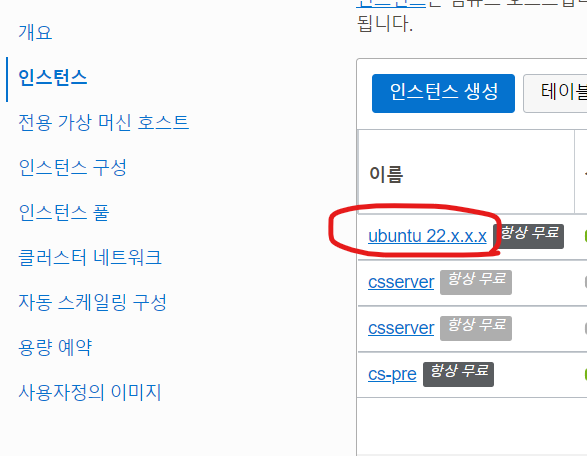 개요
인스턴스
전용 가상 머신 호스트
인스턴스 구성
인스턴스 풀
클러스터 네트워크
자동 스케일링 구성
용량 예약
사용자정의 이미지
됩니다.
인스턴스 생성
테이블
이름
ubuntu 22.x.x.x 항상 무료
csserver 항상 무료
csserver 항상 무료
cs-pre 항상 무료